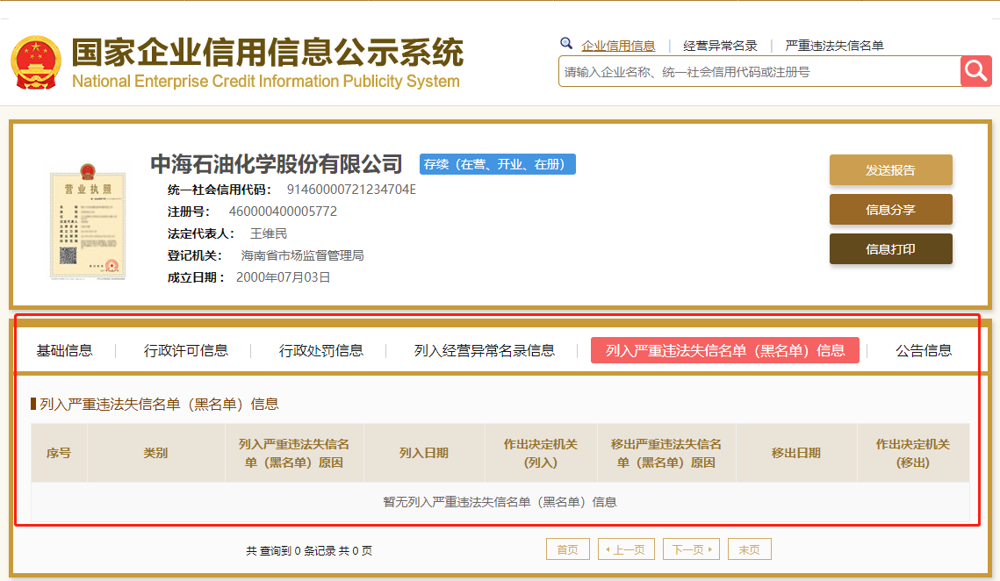 国家企业信用信息公示系统
National Enterprise Credit Information Publicity System
企业信用信息 | 经营异常名录 | 严重违法失信名单
请输入企业名称、统一社会信用代码或注册号
中海石油化学股份有限公司 存续（在营、开业、在册）
统一社会信用代码： 91460000721234704E
注册号： 460000400005772
法定代表人： 王维民
登记机关： 海南省市场监督管理局
成立日期： 2000年07月03日
营业执照
发送报告
信息分享
信息打印
基础信息 | 行政许可信息 | 行政处罚信息 | 列入经营异常名录信息 | 列入严重违法失信名单（黑名单）信息 | 公告信息
列入严重违法失信名单（黑名单）信息
序号 类别 列入严重违法失信名单（黑名单）原因 列入日期 作出决定机关(列入) 移出严重违法失信名单（黑名单）原因 移出日期 作出决定机关(移出)
暂无列入严重违法失信名单（黑名单）信息
共 查询到 0 条记录 共 0 页 首页 上一页 下一页 末页